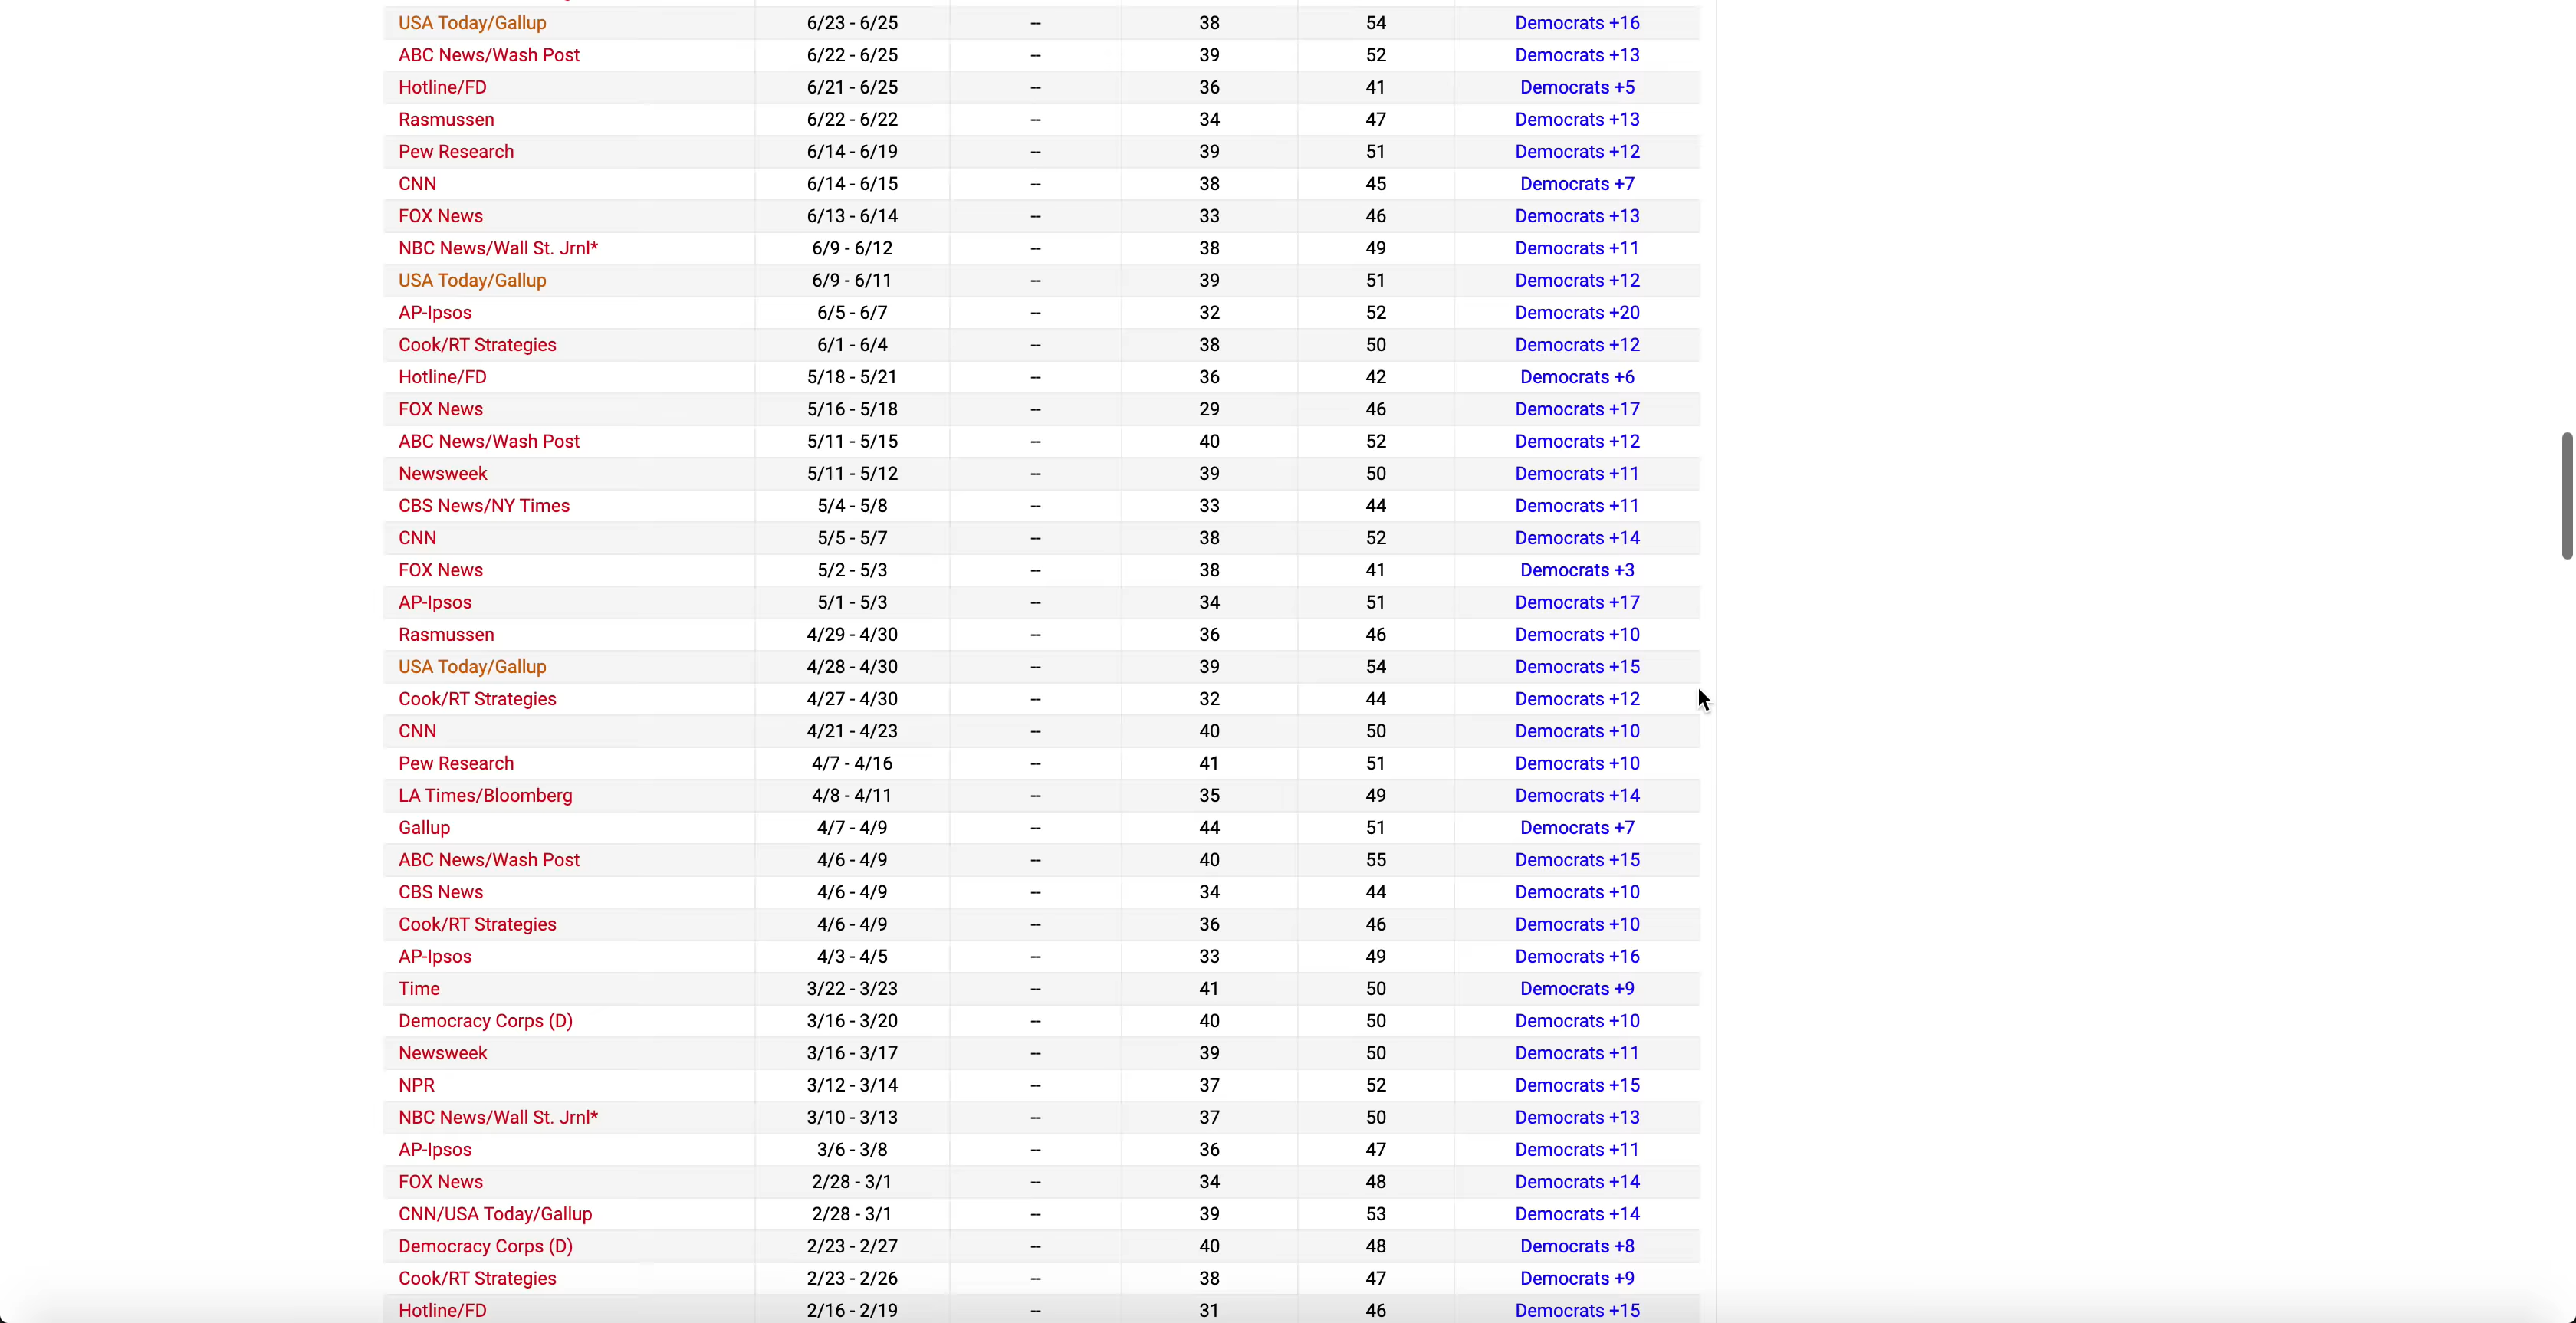 USA Today/Gallup 6/23 - 6/25 -- 38 54 Democrats +16
ABC News/Wash Post 6/22 - 6/25 -- 39 52 Democrats +13
Hotline/FD 6/21 - 6/25 -- 36 41 Democrats +5
Rasmussen 6/22 - 6/22 -- 34 47 Democrats +13
Pew Research 6/14 - 6/19 -- 39 51 Democrats +12
CNN 6/14 - 6/15 -- 38 45 Democrats +7
FOX News 6/13 - 6/14 -- 33 46 Democrats +13
NBC News/Wall St. Jrnl* 6/9 - 6/12 -- 38 49 Democrats +11
USA Today/Gallup 6/9 - 6/11 -- 39 51 Democrats +12
AP-Ipsos 6/5 - 6/7 -- 32 52 Democrats +20
Cook/RT Strategies 6/1 - 6/4 -- 38 50 Democrats +12
Hotline/FD 5/18 - 5/21 -- 36 42 Democrats +6
FOX News 5/16 - 5/18 -- 29 46 Democrats +17
ABC News/Wash Post 5/11 - 5/15 -- 40 52 Democrats +12
Newsweek 5/11 - 5/12 -- 39 50 Democrats +11
CBS News/NY Times 5/4 - 5/8 -- 33 44 Democrats +11
CNN 5/5 - 5/7 -- 38 52 Democrats +14
FOX News 5/2 - 5/3 -- 38 41 Democrats +3
AP-Ipsos 5/1 - 5/3 -- 34 51 Democrats +17
Rasmussen 4/29 - 4/30 -- 36 46 Democrats +10
USA Today/Gallup 4/28 - 4/30 -- 39 54 Democrats +15
Cook/RT Strategies 4/27 - 4/30 -- 32 44 Democrats +12
CNN 4/21 - 4/23 -- 40 50 Democrats +10
Pew Research 4/7 - 4/16 -- 41 51 Democrats +10
LA Times/Bloomberg 4/8 - 4/11 -- 35 49 Democrats +14
Gallup 4/7 - 4/9 -- 44 51 Democrats +7
ABC News/Wash Post 4/6 - 4/9 -- 40 55 Democrats +15
CBS News 4/6 - 4/9 -- 34 44 Democrats +10
Cook/RT Strategies 4/6 - 4/9 -- 36 46 Democrats +10
AP-Ipsos 4/3 - 4/5 -- 33 49 Democrats +16
Time 3/22 - 3/23 -- 41 50 Democrats +9
Democracy Corps (D) 3/16 - 3/20 -- 40 50 Democrats +10
Newsweek 3/16 - 3/17 -- 39 50 Democrats +11
NPR 3/12 - 3/14 -- 37 52 Democrats +15
NBC News/Wall St. Jrnl* 3/10 - 3/13 -- 37 50 Democrats +13
AP-Ipsos 3/6 - 3/8 -- 36 47 Democrats +11
FOX News 2/28 - 3/1 -- 34 48 Democrats +14
CNN/USA Today/Gallup 2/28 - 3/1 -- 39 53 Democrats +14
Democracy Corps (D) 2/23 - 2/27 -- 40 48 Democrats +8
Cook/RT Strategies 2/23 - 2/26 -- 38 47 Democrats +9
Hotline/FD 2/16 - 2/19 -- 31 46 Democrats +15